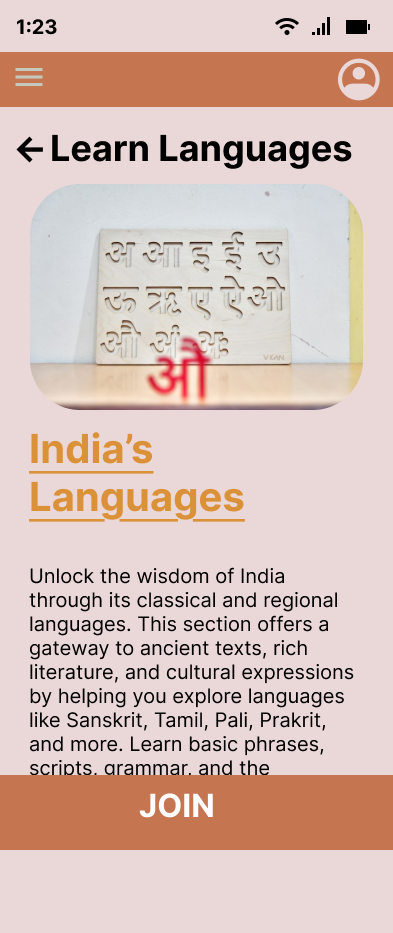 1:23
Learn Languages
अ आ इ ई उ
ऊ ऋ ए ऐ ओ
औ अं अः
VIRAN
औ
India’s
Languages
Unlock the wisdom of India
through its classical and regional
languages. This section offers a
gateway to ancient texts, rich
literature, and cultural expressions
by helping you explore languages
like Sanskrit, Tamil, Pali, Prakrit,
and more. Learn basic phrases,
scripts, grammar, and the
JOIN